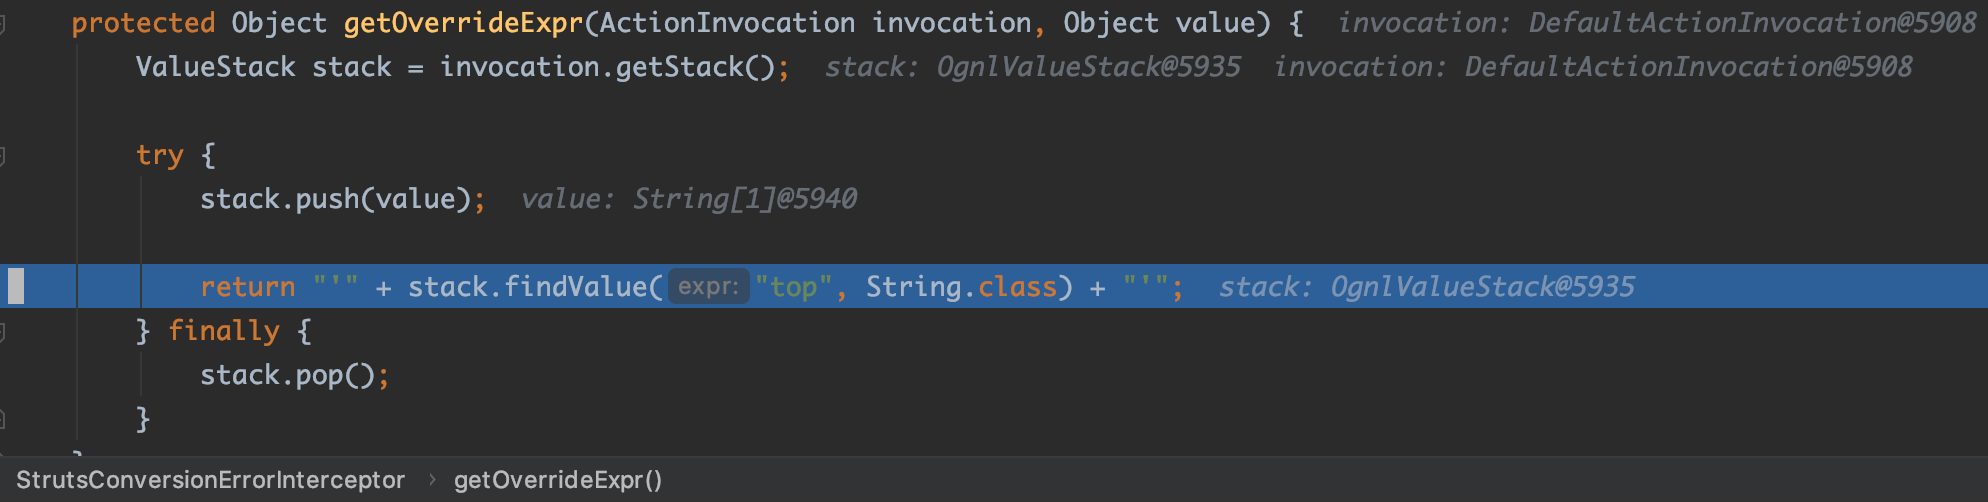 protected Object getOverrideExpr(ActionInvocation invocation, Object value) {  invocation: DefaultActionInvocation@5908
ValueStack stack = invocation.getStack();  stack: OgnlValueStack@5935  invocation: DefaultActionInvocation@5908
try {
stack.push(value);  value: String[1]@5940
return "'" + stack.findValue( expr: "top", String.class) + "'";  stack: OgnlValueStack@5935
} finally {
stack.pop();
}
}
StrutsConversionErrorInterceptor › getOverrideExpr()